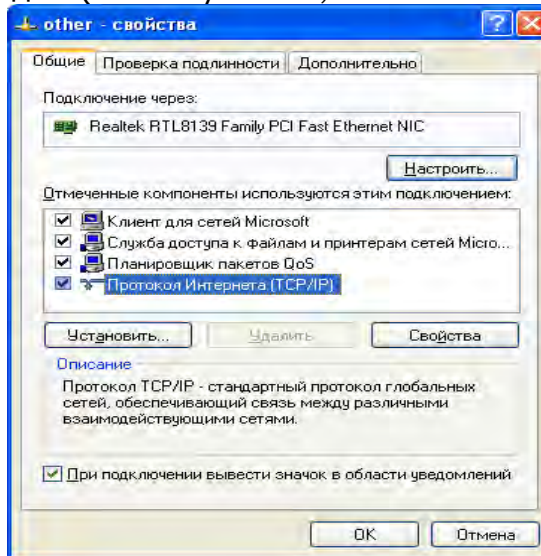 other - свойства
Общие Проверка подлинности Дополнительно
Подключение через:
Realtek RTL8139 Family PCI Fast Ethernet NIC
Настроить...
Отмеченные компоненты используются этим подключением:
Клиент для сетей Microsoft
Служба доступа к файлам и принтерам сетей Micro...
Планировщик пакетов QoS
Протокол Интернета (TCP/IP)
Установить... Удалить Свойства
Описание
Протокол TCP/IP - стандартный протокол глобальных
сетей, обеспечивающий связь между различными
взаимодействующими сетями.
При подключении вывести значок в области уведомлений
OK Отмена